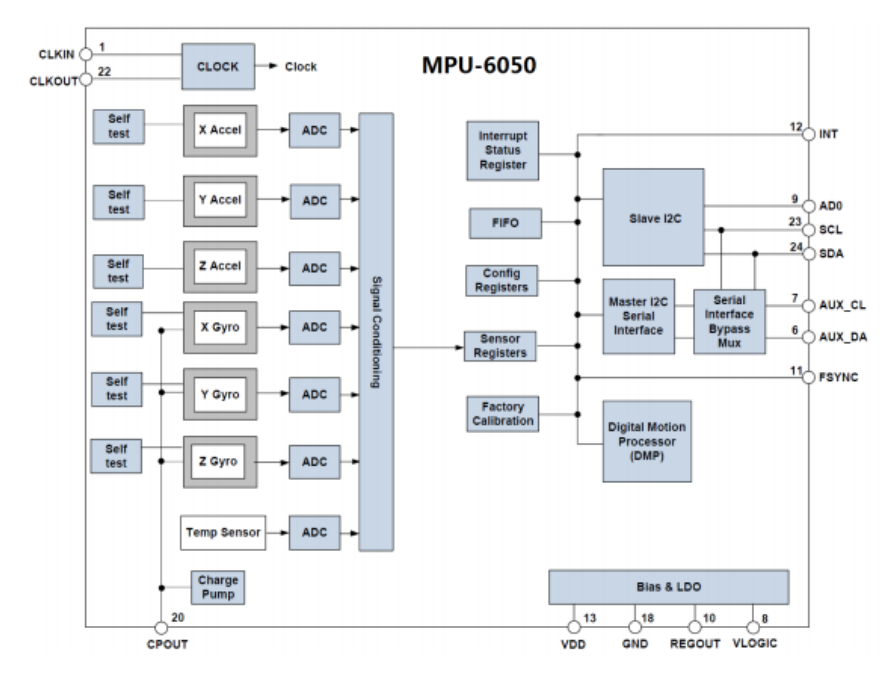 MPU-6050
CLKIN
1
CLKOUT
22
CLOCK
Clock
Self
test
X Accel
ADC
Self
test
Y Accel
ADC
Self
test
Z Accel
ADC
Self
test
X Gyro
ADC
Self
test
Y Gyro
ADC
Self
test
Z Gyro
ADC
Temp Sensor
ADC
Signal Conditioning
Charge
Pump
20
CPOUT
Interrupt
Status
Register
FIFO
Config
Registers
Sensor
Registers
Factory
Calibration
Slave I2C
Master I2C
Serial
Interface
Serial
Interface
Bypass
Mux
Digital Motion
Processor
(DMP)
12
INT
9
AD0
23
SCL
24
SDA
7
AUX_CL
6
AUX_DA
11
FSYNC
Bias & LDO
13
VDD
18
GND
10
REGOUT
8
VLOGIC